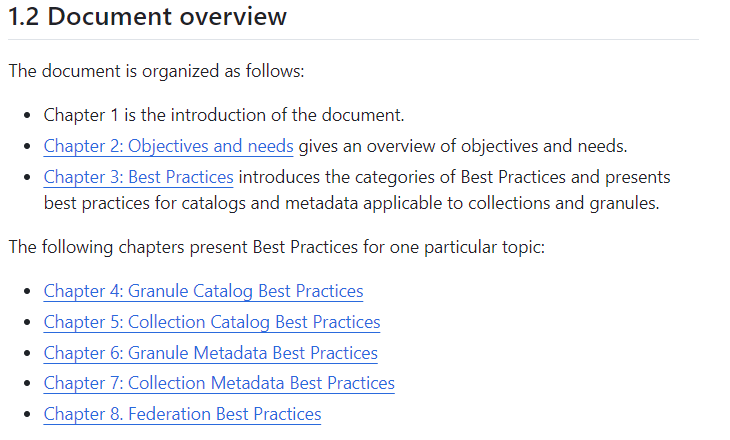 1.2 Document overview
The document is organized as follows:
• Chapter 1 is the introduction of the document.
• Chapter 2: Objectives and needs gives an overview of objectives and needs.
• Chapter 3: Best Practices introduces the categories of Best Practices and presents
best practices for catalogs and metadata applicable to collections and granules.
The following chapters present Best Practices for one particular topic:
• Chapter 4: Granule Catalog Best Practices
• Chapter 5: Collection Catalog Best Practices
• Chapter 6: Granule Metadata Best Practices
• Chapter 7: Collection Metadata Best Practices
• Chapter 8. Federation Best Practices